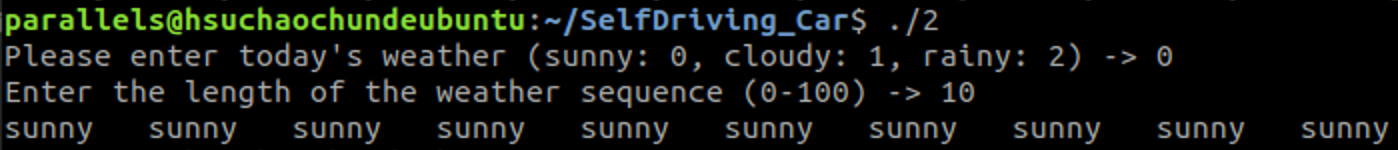 parallels@hsuchaochundeubuntu:~/SelfDriving_Car$ ./2
Please enter today's weather (sunny: 0, cloudy: 1, rainy: 2) -> 0
Enter the length of the weather sequence (0-100) -> 10
sunny   sunny   sunny   sunny   sunny   sunny   sunny   sunny   sunny   sunny